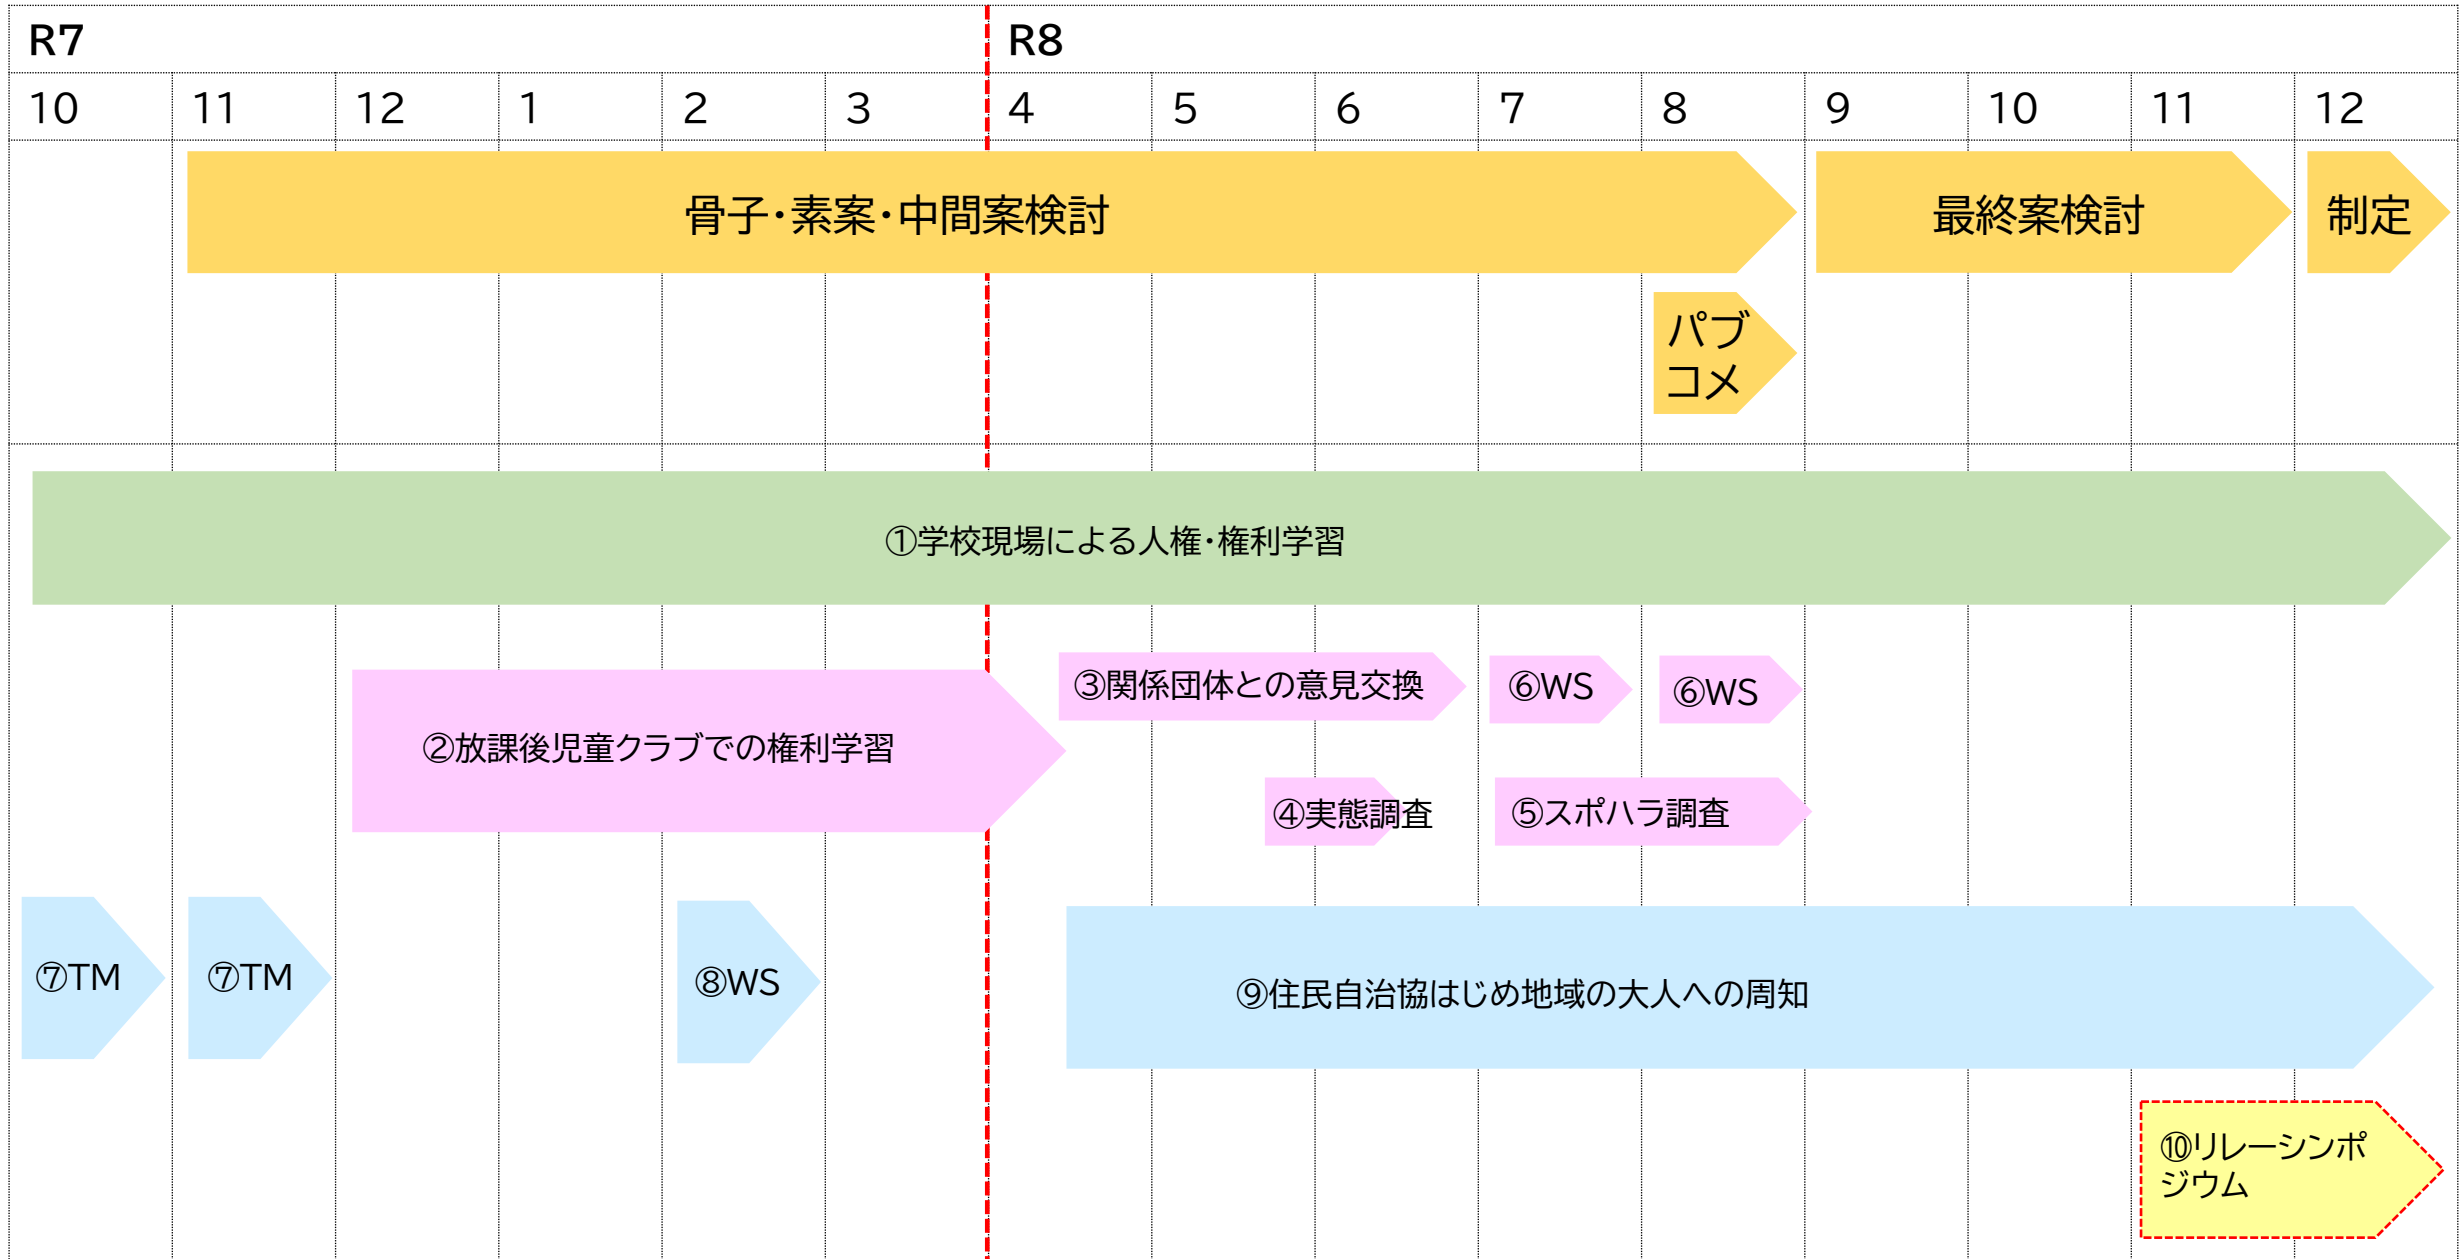 R7
R8
10
11
12
1
2
3
4
5
6
7
8
9
10
11
12
骨子・素案・中間案検討
最終案検討
制定
パブ
コメ
①学校現場による人権・権利学習
②放課後児童クラブでの権利学習
③関係団体との意見交換
⑥WS
⑥WS
④実態調査
⑤スポハラ調査
⑦TM
⑦TM
⑧WS
⑨住民自治協はじめ地域の大人への周知
⑩リレーシンポ
ジウム